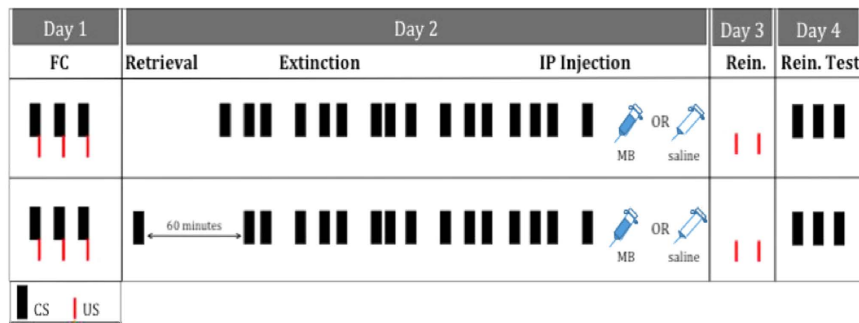 Day 1 Day 2 Day 3 Day 4
FC Retrieval Extinction IP Injection Rein. Rein. Test
OR
MB saline
60 minutes
OR
MB saline
CS US